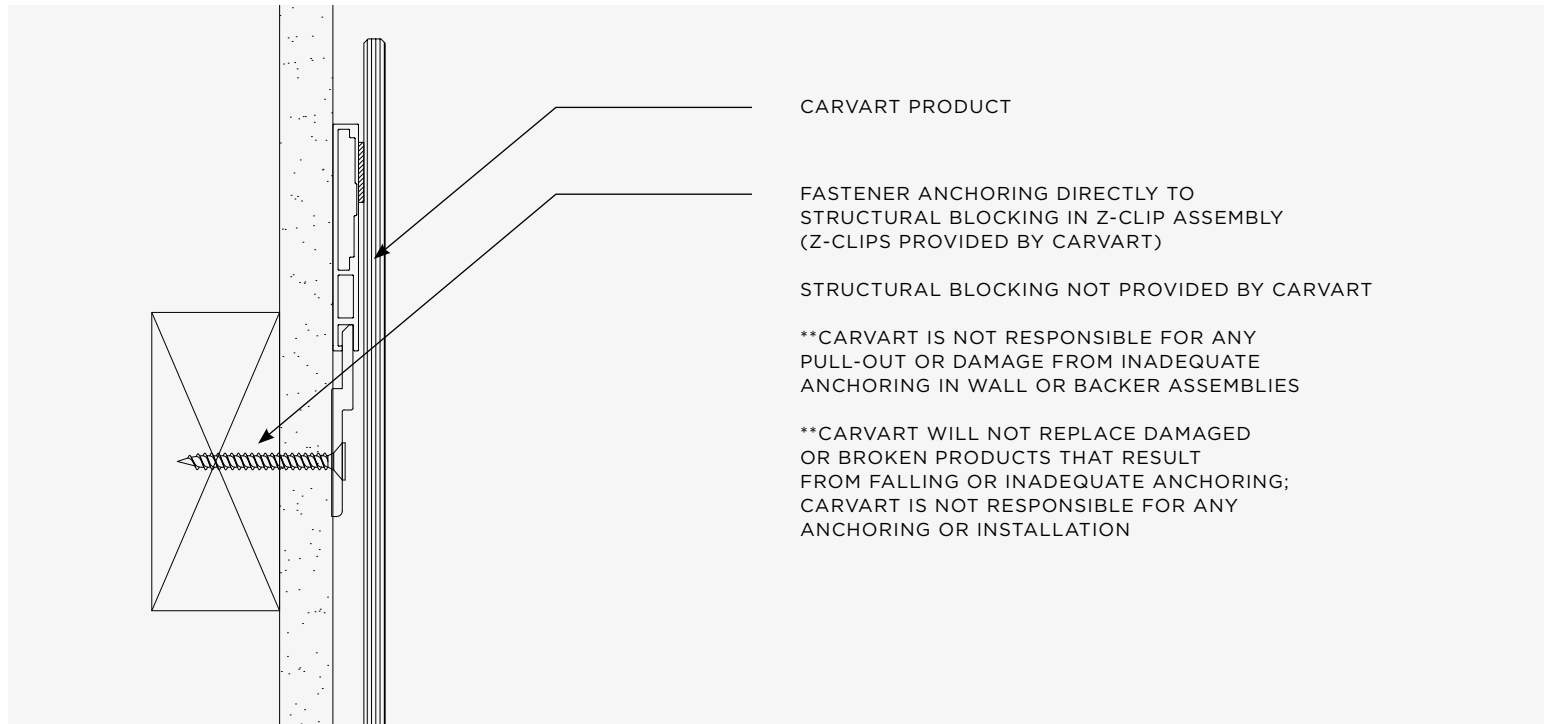 CARVART PRODUCT
FASTENER ANCHORING DIRECTLY TO
STRUCTURAL BLOCKING IN Z-CLIP ASSEMBLY
(Z-CLIPS PROVIDED BY CARVART)
STRUCTURAL BLOCKING NOT PROVIDED BY CARVART
**CARVART IS NOT RESPONSIBLE FOR ANY
PULL-OUT OR DAMAGE FROM INADEQUATE
ANCHORING IN WALL OR BACKER ASSEMBLIES
**CARVART WILL NOT REPLACE DAMAGED
OR BROKEN PRODUCTS THAT RESULT
FROM FALLING OR INADEQUATE ANCHORING;
CARVART IS NOT RESPONSIBLE FOR ANY
ANCHORING OR INSTALLATION